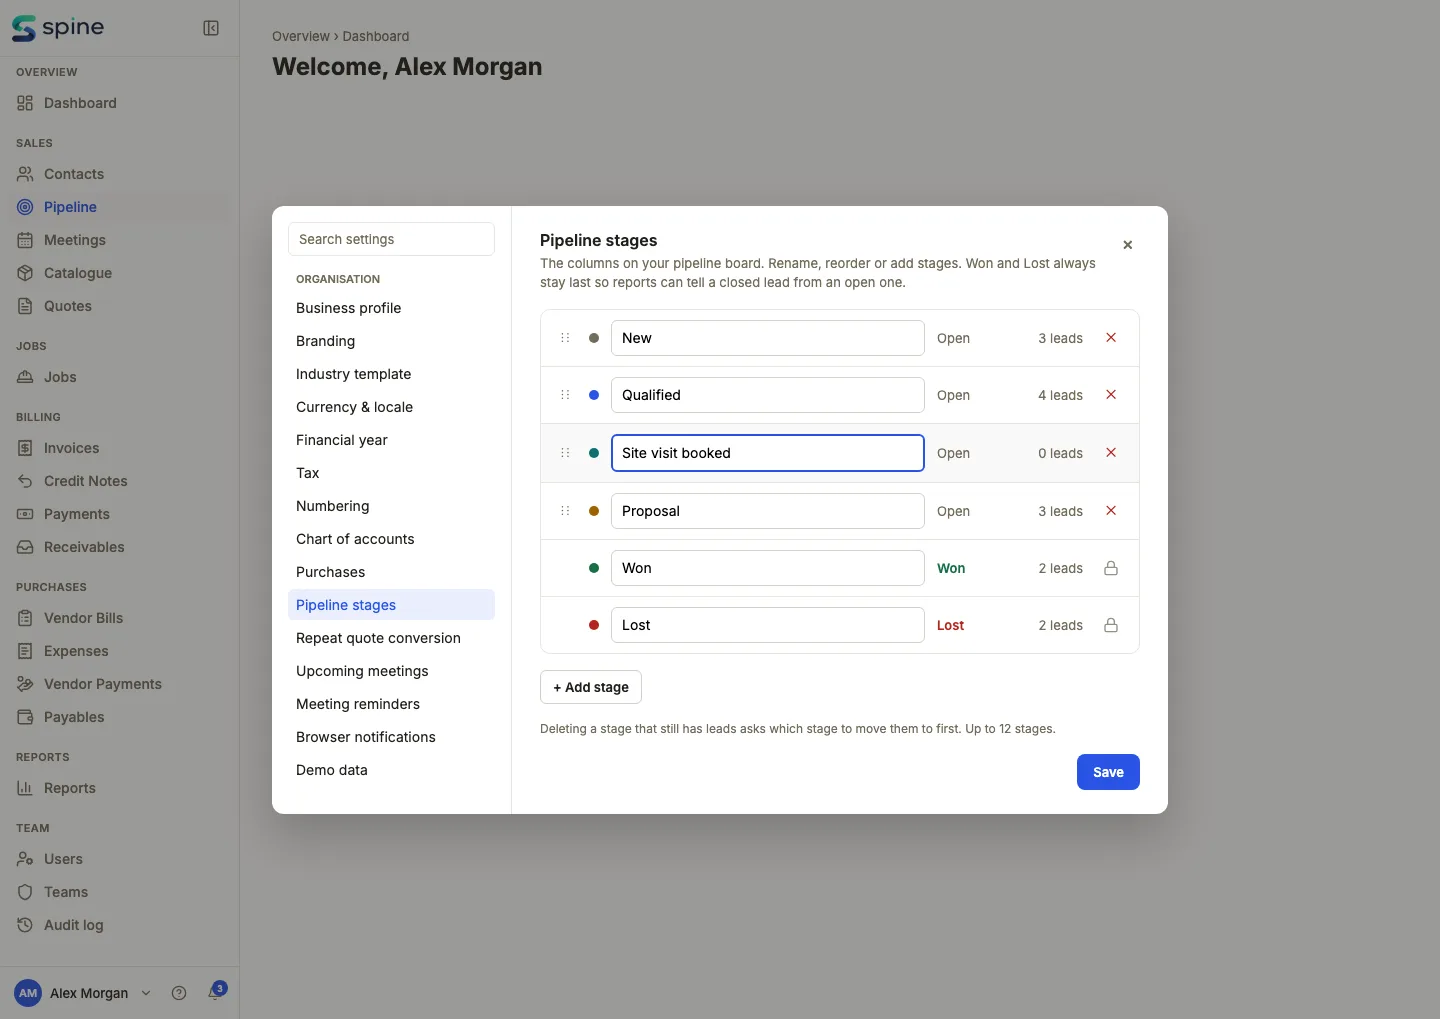 spine
OVERVIEW
Dashboard
SALES
Contacts
Pipeline
Meetings
Catalogue
Quotes
JOBS
Jobs
BILLING
Invoices
Credit Notes
Payments
Receivables
PURCHASES
Vendor Bills
Expenses
Vendor Payments
Payables
REPORTS
Reports
TEAM
Users
Teams
Audit log
AM Alex Morgan 3
Overview › Dashboard
Welcome, Alex Morgan
Search settings
ORGANISATION
Business profile
Branding
Industry template
Currency & locale
Financial year
Tax
Numbering
Chart of accounts
Purchases
Pipeline stages
Repeat quote conversion
Upcoming meetings
Meeting reminders
Browser notifications
Demo data
Pipeline stages
The columns on your pipeline board. Rename, reorder or add stages. Won and Lost always
stay last so reports can tell a closed lead from an open one.
New Open 3 leads
Qualified Open 4 leads
Site visit booked Open 0 leads
Proposal Open 3 leads
Won Won 2 leads
Lost Lost 2 leads
+ Add stage
Deleting a stage that still has leads asks which stage to move them to first. Up to 12 stages.
Save